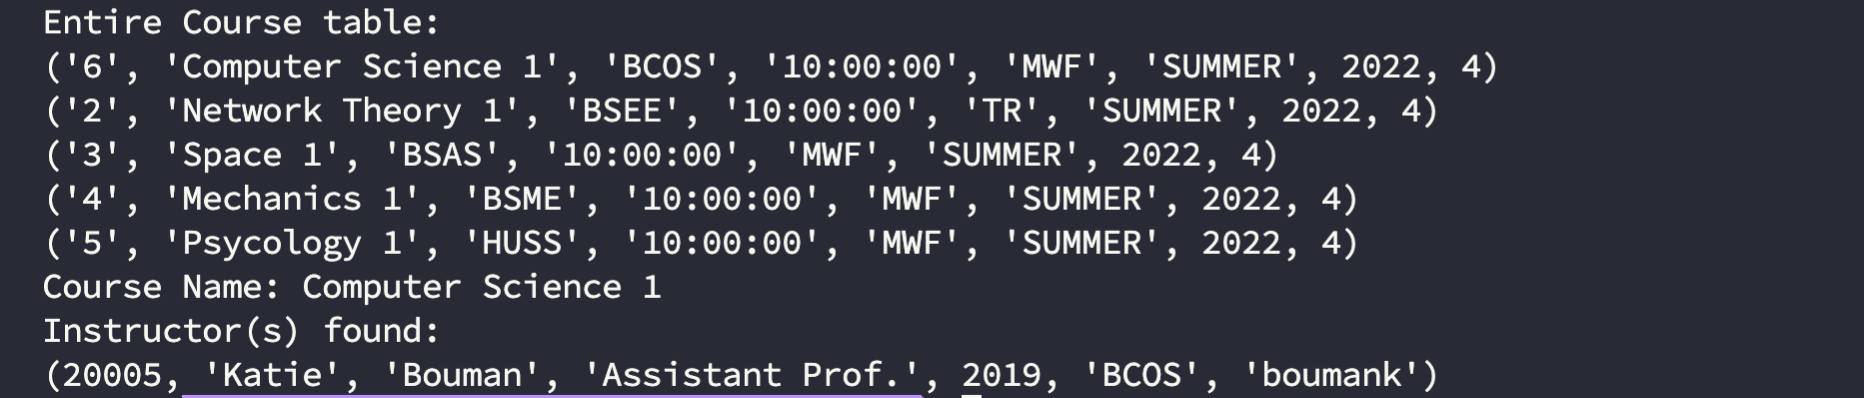 Entire Course table:
('6', 'Computer Science 1', 'BCOS', '10:00:00', 'MWF', 'SUMMER', 2022, 4)
('2', 'Network Theory 1', 'BSEE', '10:00:00', 'TR', 'SUMMER', 2022, 4)
('3', 'Space 1', 'BSAS', '10:00:00', 'MWF', 'SUMMER', 2022, 4)
('4', 'Mechanics 1', 'BSME', '10:00:00', 'MWF', 'SUMMER', 2022, 4)
('5', 'Psycology 1', 'HUSS', '10:00:00', 'MWF', 'SUMMER', 2022, 4)
Course Name: Computer Science 1
Instructor(s) found:
(20005, 'Katie', 'Bouman', 'Assistant Prof.', 2019, 'BCOS', 'boumank')